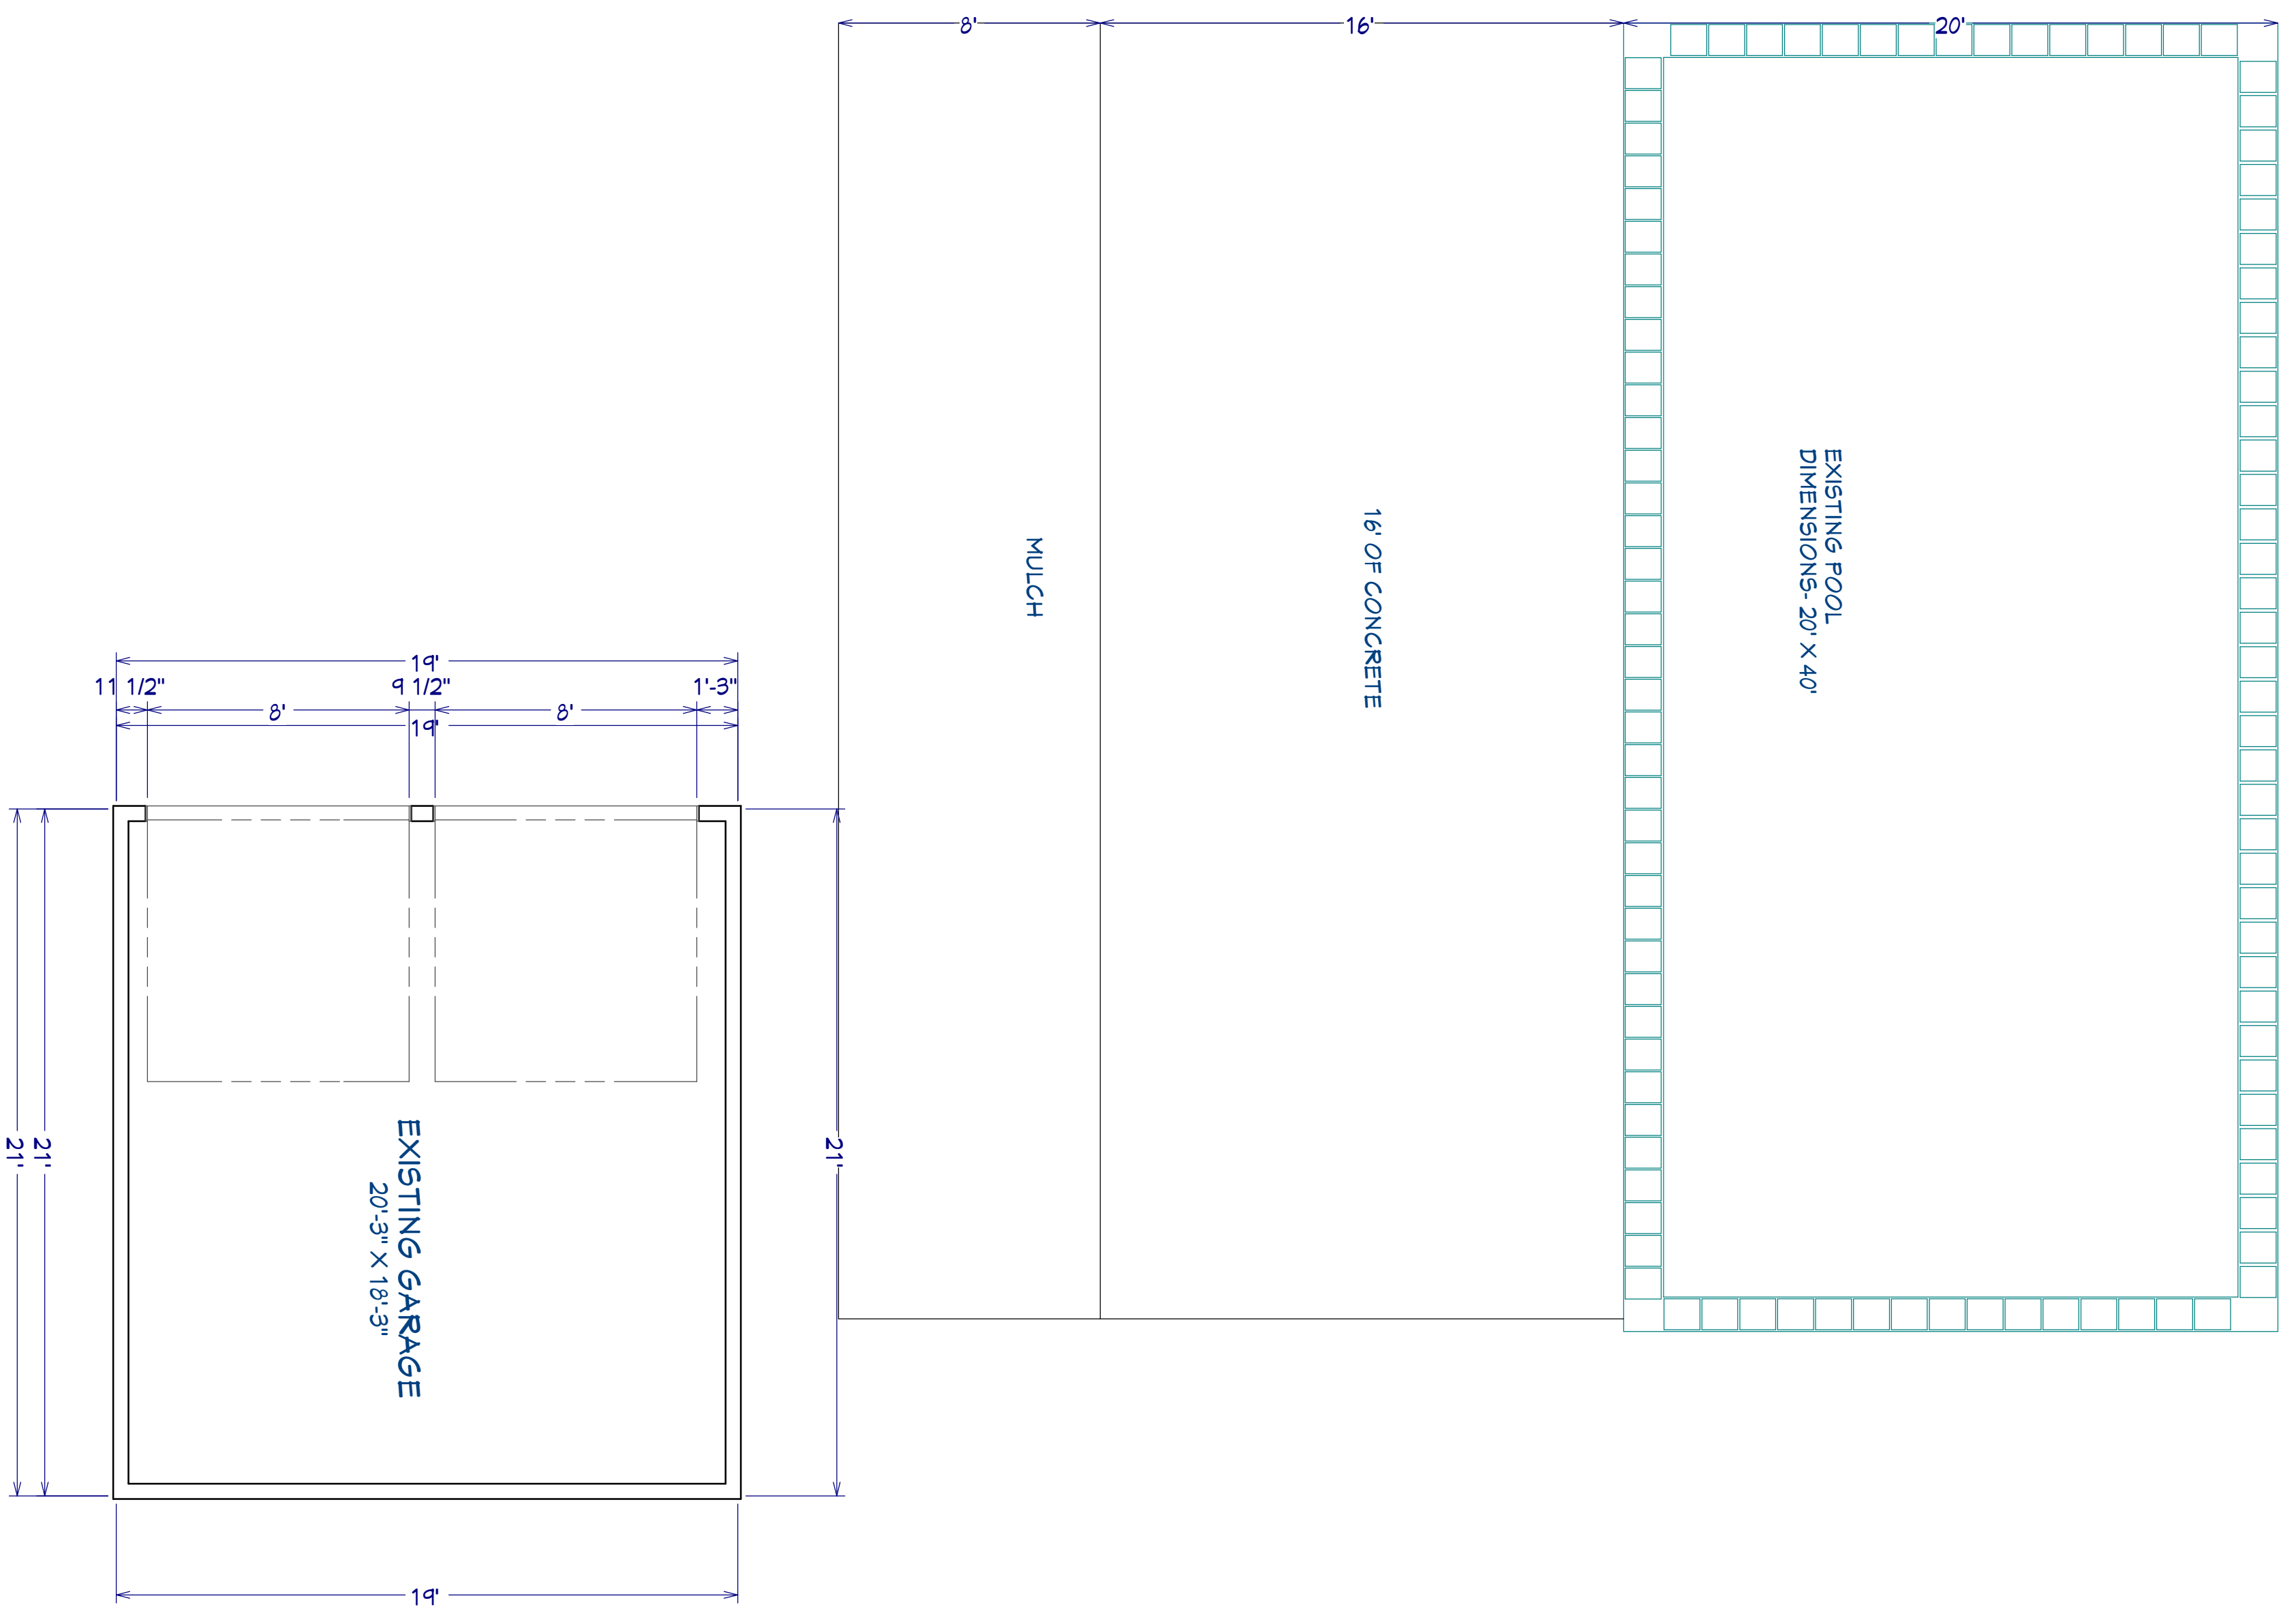 8'
16'
20'
EXISTING POOL
DIMENSIONS- 20' X 40'
16' OF CONCRETE
MULCH
19'
11 1/2"
9 1/2"
1'-3"
8'
8'
19'
21'
21'
21'
EXISTING GARAGE
20'-3" X 18'-3"
19'